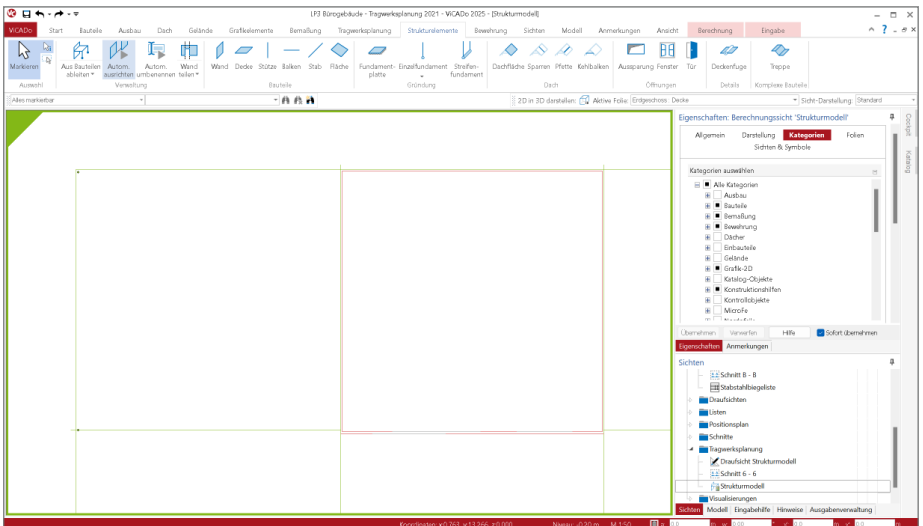 LP3 Bürogebäude - Tragwerksplanung 2021 - ViCADo 2025 - [Strukturmodell]
ViCADo Start Bauteile Ausbau Dach Gelände Grafikelemente Bemaßung Tragwerksplanung Strukturelemente Bewehrung Sichten Modell Anmerkungen Ansicht Berechnung Eingabe
Markieren Aus Bauteilen ableiten Autom. ausrichten Autom. umbenennen Wand teilen Wand Decke Stütze Balken Stab Fläche Fundament-platte Einzelfundament Streifen-fundament Dachfläche Sparren Pfette Kehlbalken Aussparung Fenster Tür Deckenfuge Treppe
Auswahl Verwaltung Bauteile Gründung Dach Öffnungen Details Komplexe Bauteile
Alles markierbar 2D in 3D darstellen: Aktive Folie: Erdgeschoss: Decke Sicht-Darstellung: Standard
Eigenschaften: Berechnungssicht 'Strukturmodell'
Cockpit
Katalog
Allgemein Darstellung Kategorien Folien
Sichten & Symbole
Kategorien auswählen
Alle Kategorien
Ausbau
Bauteile
Bemaßung
Bewehrung
Dächer
Einbauteile
Gelände
Grafik-2D
Katalog-Objekte
Konstruktionshilfen
Kontrollobjekte
MicroFe
Übernehmen Verwerfen Hilfe Sofort übernehmen
Eigenschaften Anmerkungen
Sichten
Schnitt B - B
Stabstahlbiegeliste
Draufsichten
Listen
Positionsplan
Schnitte
Tragwerksplanung
Draufsicht Strukturmodell
Schnitt 6 - 6
Strukturmodell
Visualisierungen
Sichten Modell Eingabehilfe Hinweise Ausgabenverwaltung